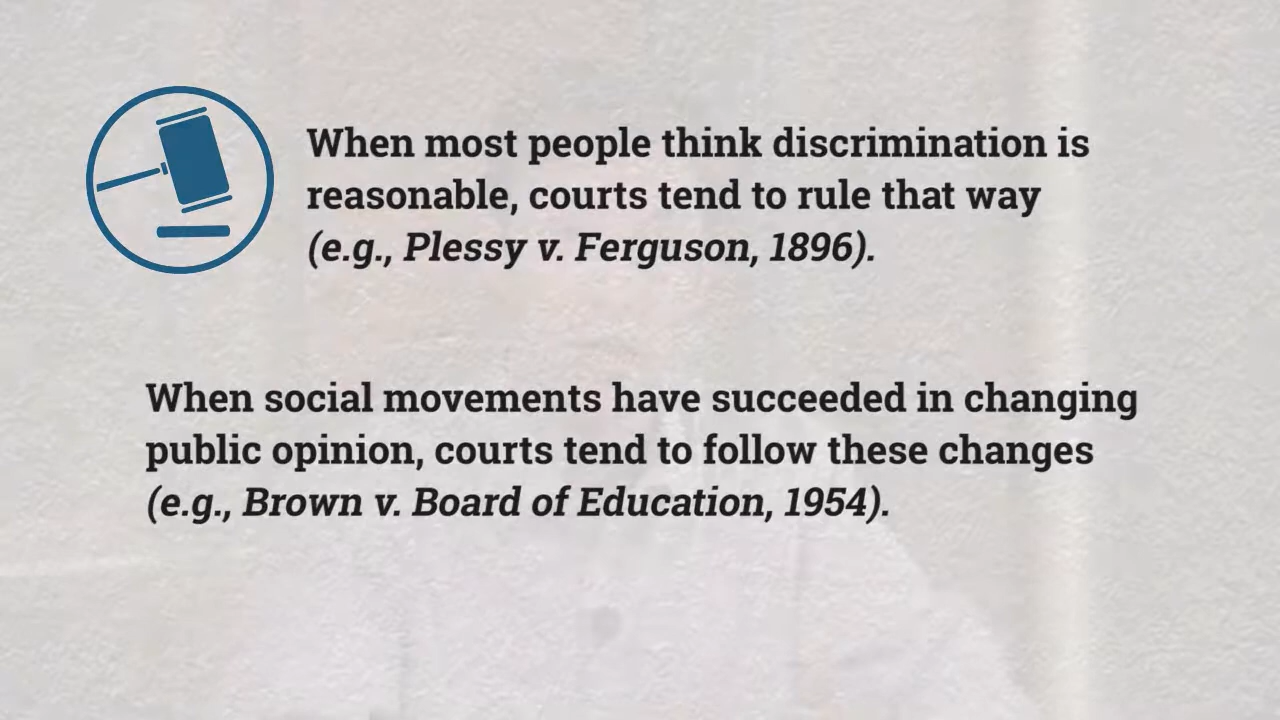 When most people think discrimination is
reasonable, courts tend to rule that way
(e.g., Plessy v. Ferguson, 1896).
When social movements have succeeded in changing
public opinion, courts tend to follow these changes
(e.g., Brown v. Board of Education, 1954).